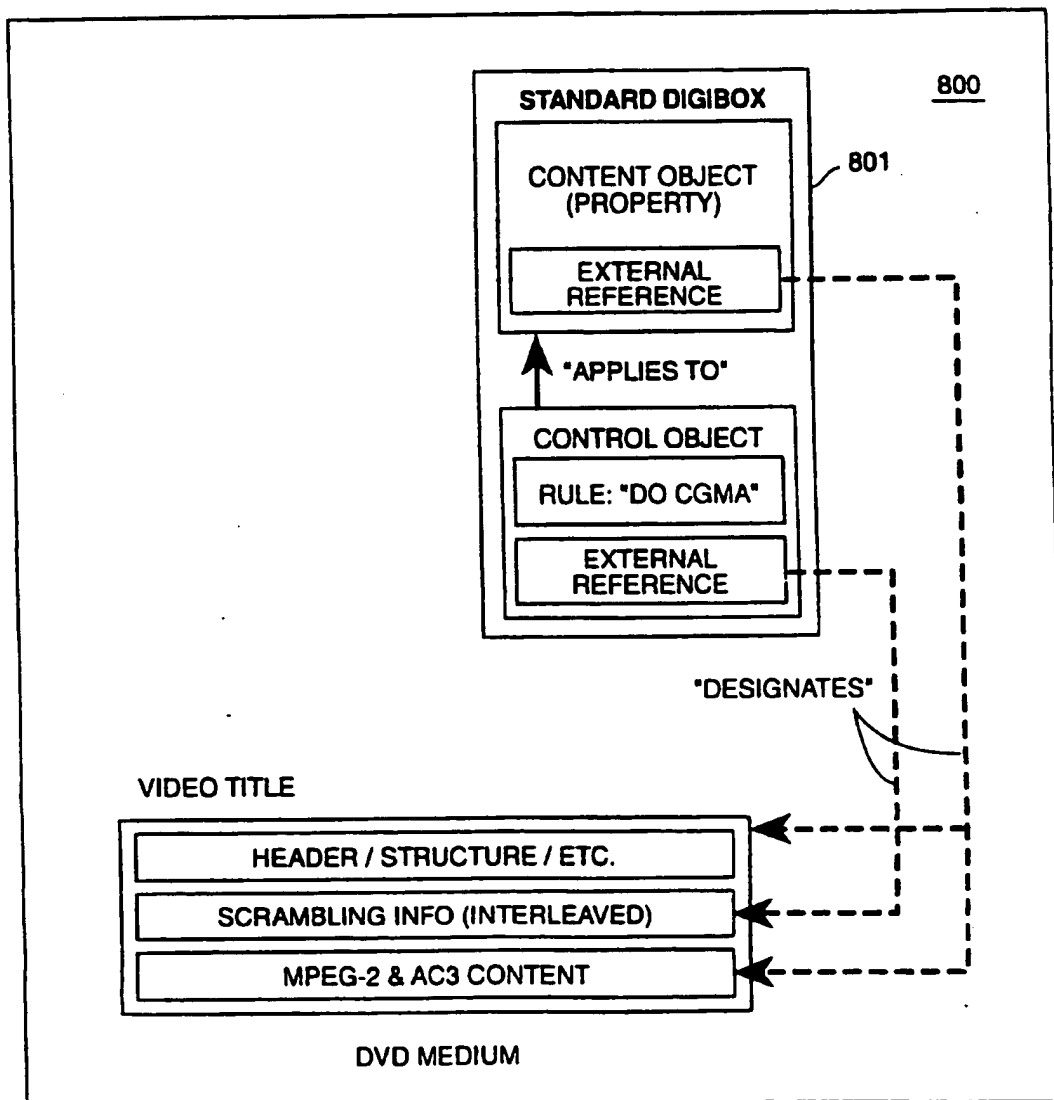 800
STANDARD DIGIBOX
801
CONTENT OBJECT
(PROPERTY)
EXTERNAL
REFERENCE
"APPLIES TO"
CONTROL OBJECT
RULE: "DO CGMA"
EXTERNAL
REFERENCE
"DESIGNATES"
VIDEO TITLE
HEADER / STRUCTURE / ETC.
SCRAMBLING INFO (INTERLEAVED)
MPEG-2 & AC3 CONTENT
DVD MEDIUM